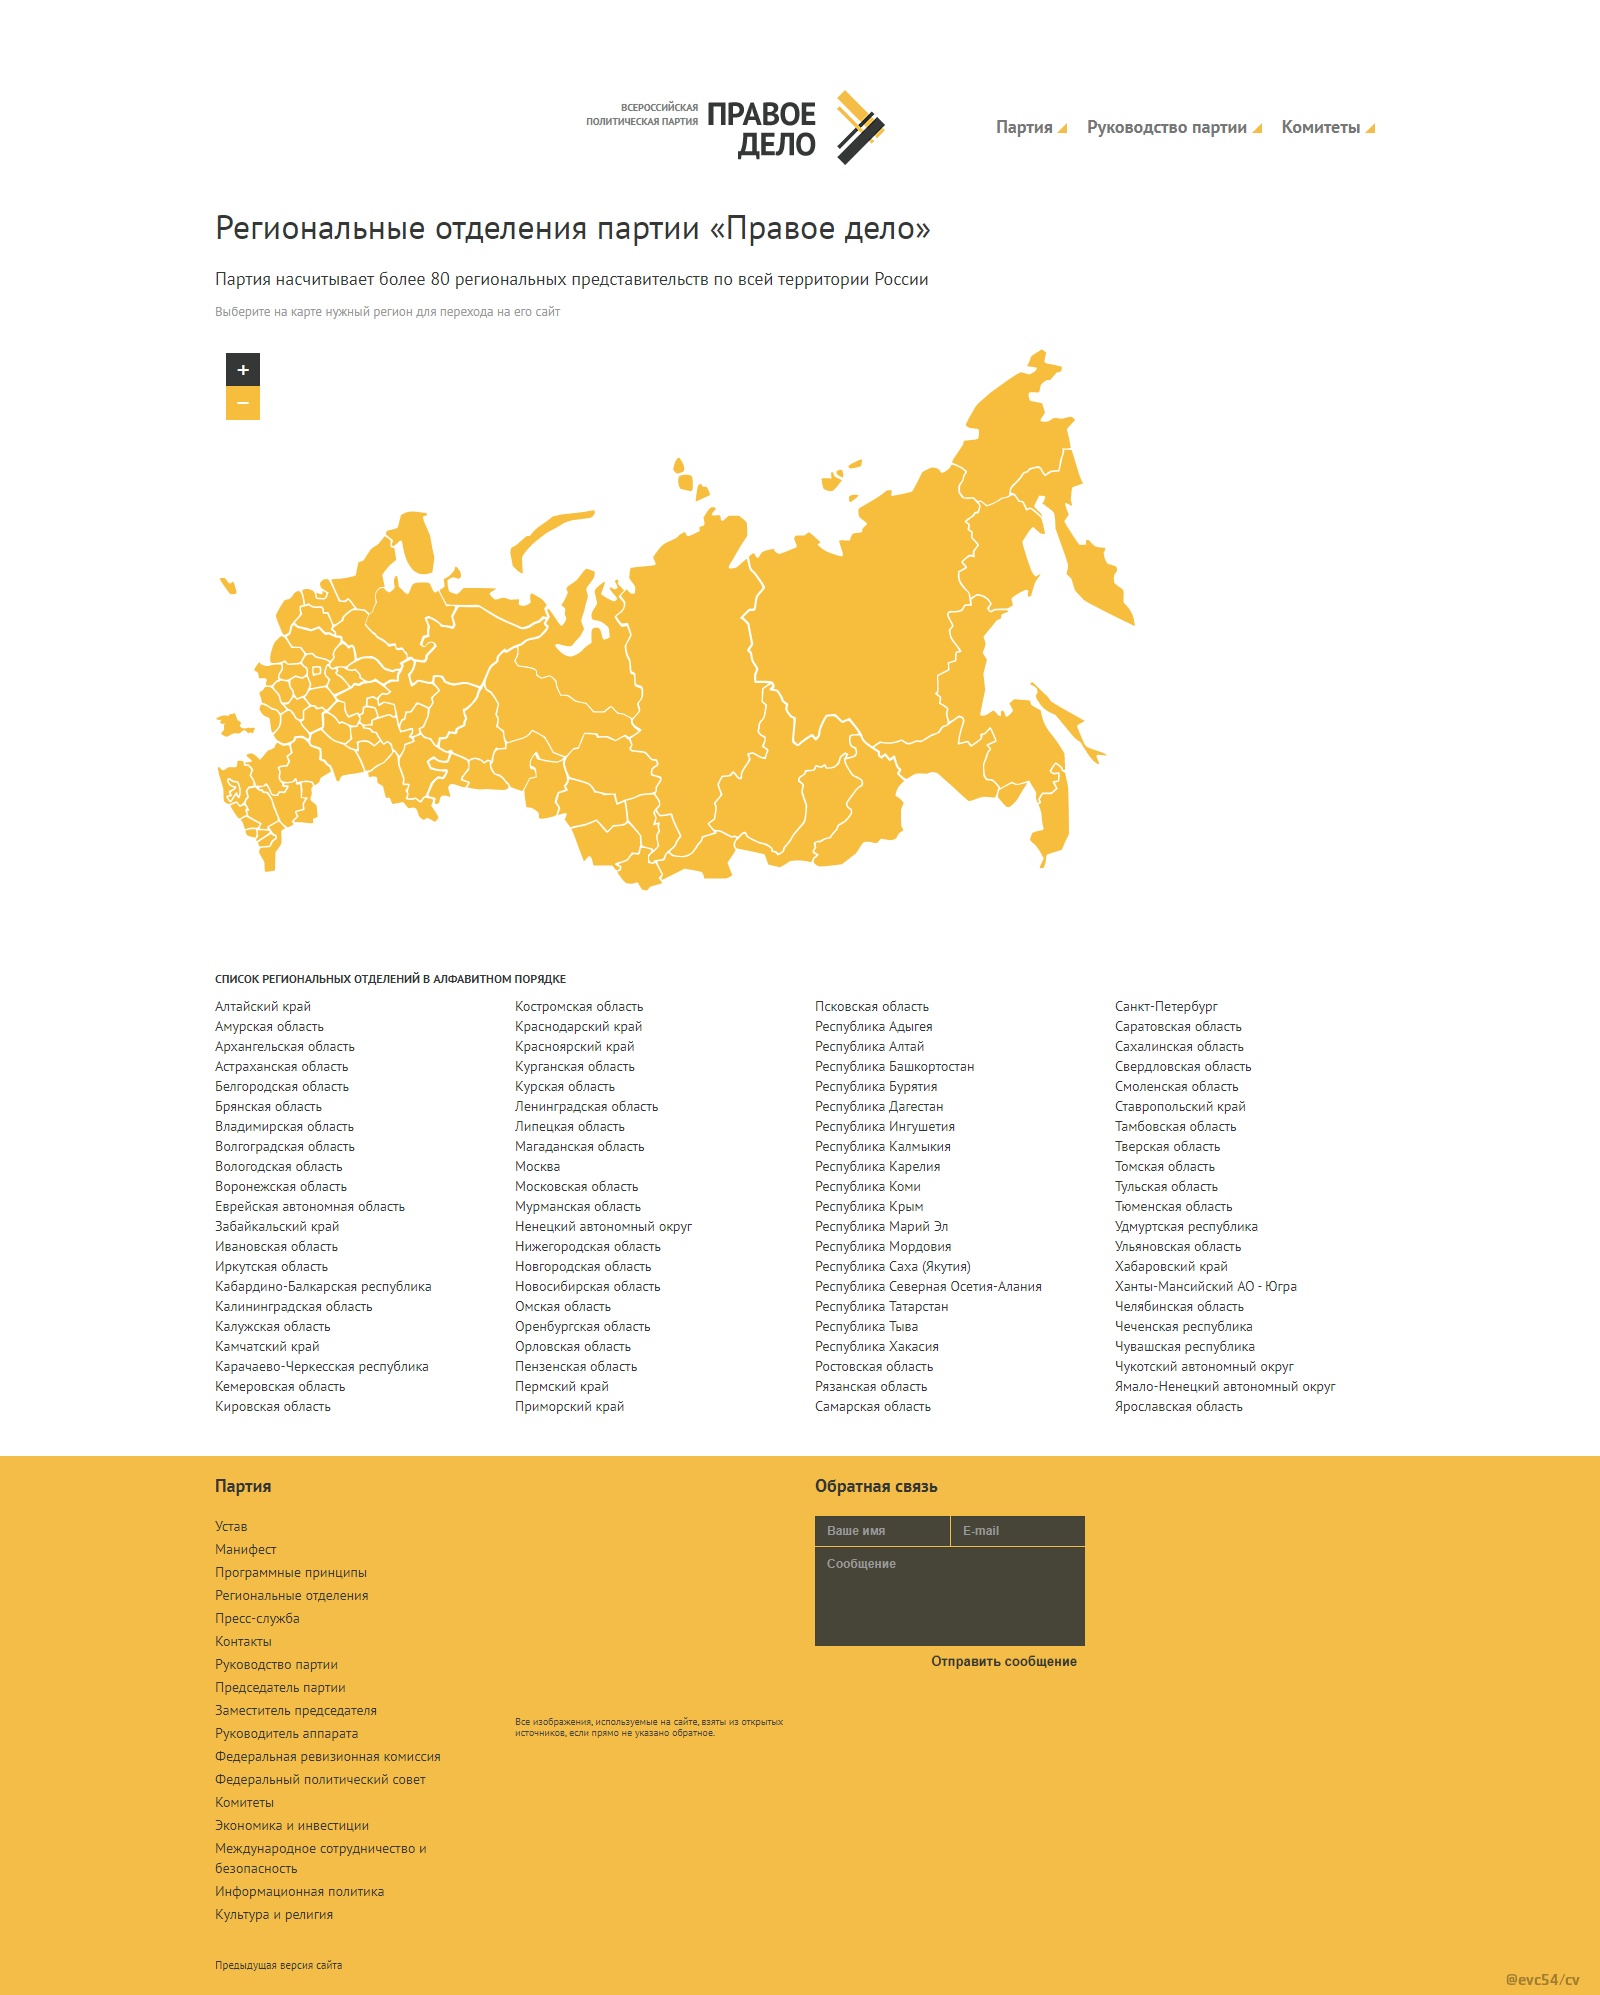 ВСЕРОССИЙСКАЯ
ПОЛИТИЧЕСКАЯ ПАРТИЯ
ПРАВОЕ
ДЕЛО
Партия Руководство партии Комитеты
Региональные отделения партии «Правое дело»
Партия насчитывает более 80 региональных представительств по всей территории России
Выберите на карте нужный регион для перехода на его сайт
+
−
СПИСОК РЕГИОНАЛЬНЫХ ОТДЕЛЕНИЙ В АЛФАВИТНОМ ПОРЯДКЕ
Алтайский край
Амурская область
Архангельская область
Астраханская область
Белгородская область
Брянская область
Владимирская область
Волгоградская область
Вологодская область
Воронежская область
Еврейская автономная область
Забайкальский край
Ивановская область
Иркутская область
Кабардино-Балкарская республика
Калининградская область
Калужская область
Камчатский край
Карачаево-Черкесская республика
Кемеровская область
Кировская область
Костромская область
Краснодарский край
Красноярский край
Курганская область
Курская область
Ленинградская область
Липецкая область
Магаданская область
Москва
Московская область
Мурманская область
Ненецкий автономный округ
Нижегородская область
Новгородская область
Новосибирская область
Омская область
Оренбургская область
Орловская область
Пензенская область
Пермский край
Приморский край
Псковская область
Республика Адыгея
Республика Алтай
Республика Башкортостан
Республика Бурятия
Республика Дагестан
Республика Ингушетия
Республика Калмыкия
Республика Карелия
Республика Коми
Республика Крым
Республика Марий Эл
Республика Мордовия
Республика Саха (Якутия)
Республика Северная Осетия-Алания
Республика Татарстан
Республика Тыва
Республика Хакасия
Ростовская область
Рязанская область
Самарская область
Санкт-Петербург
Саратовская область
Сахалинская область
Свердловская область
Смоленская область
Ставропольский край
Тамбовская область
Тверская область
Томская область
Тульская область
Тюменская область
Удмуртская республика
Ульяновская область
Хабаровский край
Ханты-Мансийский АО - Югра
Челябинская область
Чеченская республика
Чувашская республика
Чукотский автономный округ
Ямало-Ненецкий автономный округ
Ярославская область
Партия
Устав
Манифест
Программные принципы
Региональные отделения
Пресс-служба
Контакты
Руководство партии
Председатель партии
Заместитель председателя
Руководитель аппарата
Федеральная ревизионная комиссия
Федеральный политический совет
Комитеты
Экономика и инвестиции
Международное сотрудничество и
безопасность
Информационная политика
Культура и религия
Предыдущая версия сайта
Все изображения, используемые на сайте, взяты из открытых
источников, если прямо не указано обратное.
Обратная связь
Ваше имя E-mail
Сообщение
Отправить сообщение
@evc54/cv